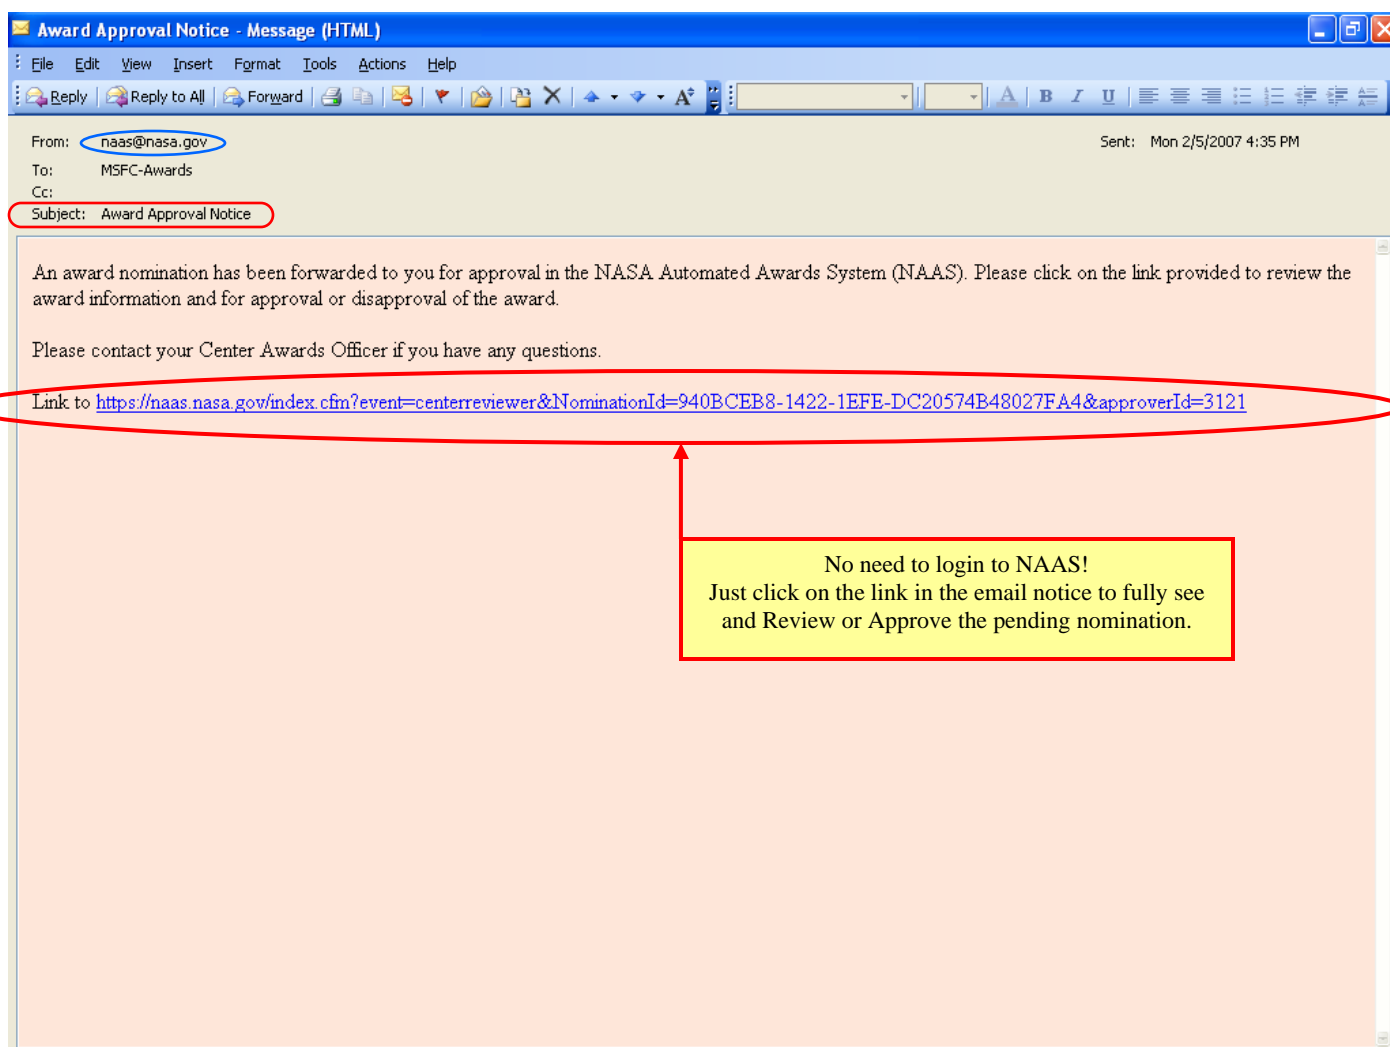 Award Approval Notice - Message (HTML)
File Edit View Insert Format Tools Actions Help
Reply Reply to All Forward A B I U
From: naas@nasa.gov Sent: Mon 2/5/2007 4:35 PM
To: MSFC-Awards
Cc:
Subject: Award Approval Notice
An award nomination has been forwarded to you for approval in the NASA Automated Awards System (NAAS). Please click on the link provided to review the
award information and for approval or disapproval of the award.
Please contact your Center Awards Officer if you have any questions.
Link to https://naas.nasa.gov/index.cfm?event=centerreviewer&NominationId=940BCEB8-1422-1EFE-DC20574B48027FA4&approverId=3121
No need to login to NAAS!
Just click on the link in the email notice to fully see
and Review or Approve the pending nomination.